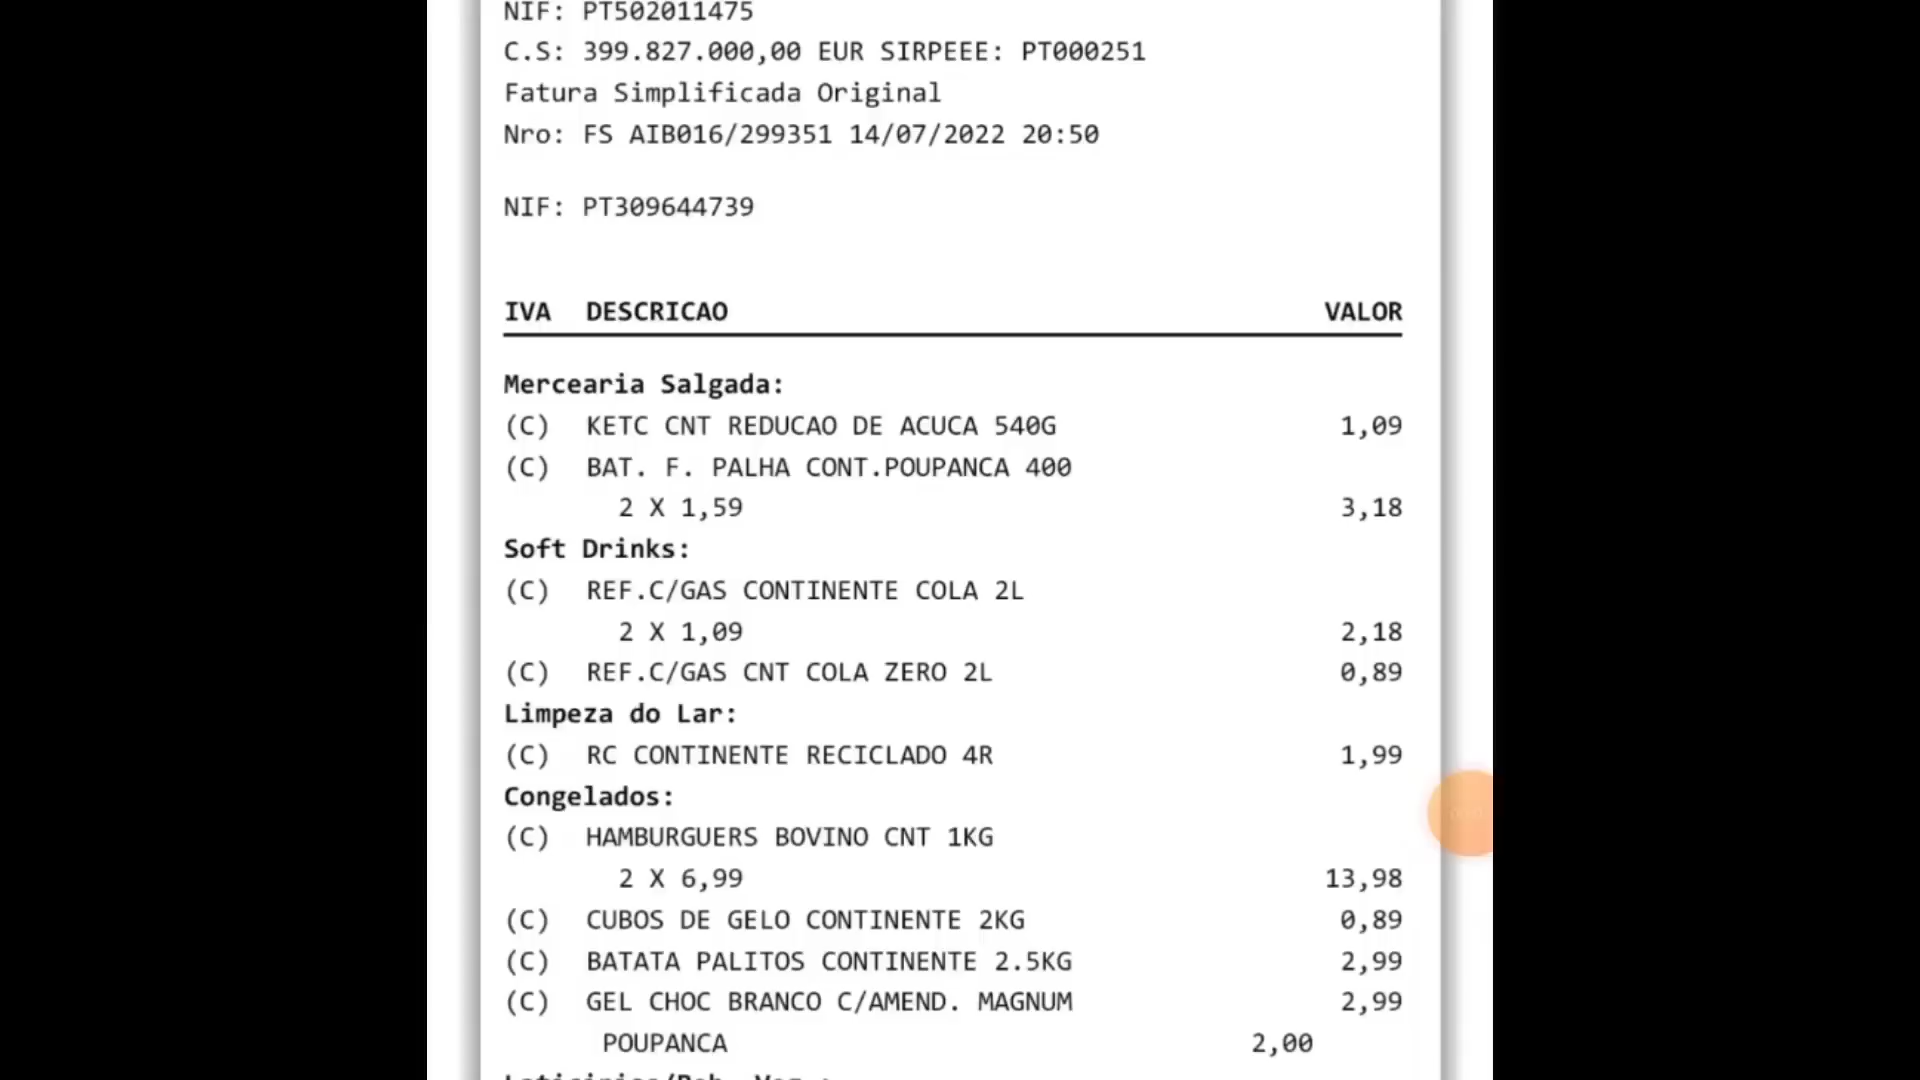 NIF: PT502011475
C.S: 399.827.000,00 EUR SIRPEEE: PT000251
Fatura Simplificada Original
Nro: FS AIB016/299351 14/07/2022 20:50
NIF: PT309644739
IVA DESCRICAO VALOR
Mercearia Salgada:
(C) KETC CNT REDUCAO DE ACUCA 540G 1,09
(C) BAT. F. PALHA CONT.POUPANCA 400
2 X 1,59 3,18
Soft Drinks:
(C) REF.C/GAS CONTINENTE COLA 2L
2 X 1,09 2,18
(C) REF.C/GAS CNT COLA ZERO 2L 0,89
Limpeza do Lar:
(C) RC CONTINENTE RECICLADO 4R 1,99
Congelados:
(C) HAMBURGUERS BOVINO CNT 1KG
2 X 6,99 13,98
(C) CUBOS DE GELO CONTINENTE 2KG 0,89
(C) BATATA PALITOS CONTINENTE 2.5KG 2,99
(C) GEL CHOC BRANCO C/AMEND. MAGNUM 2,99
POUPANCA 2,00